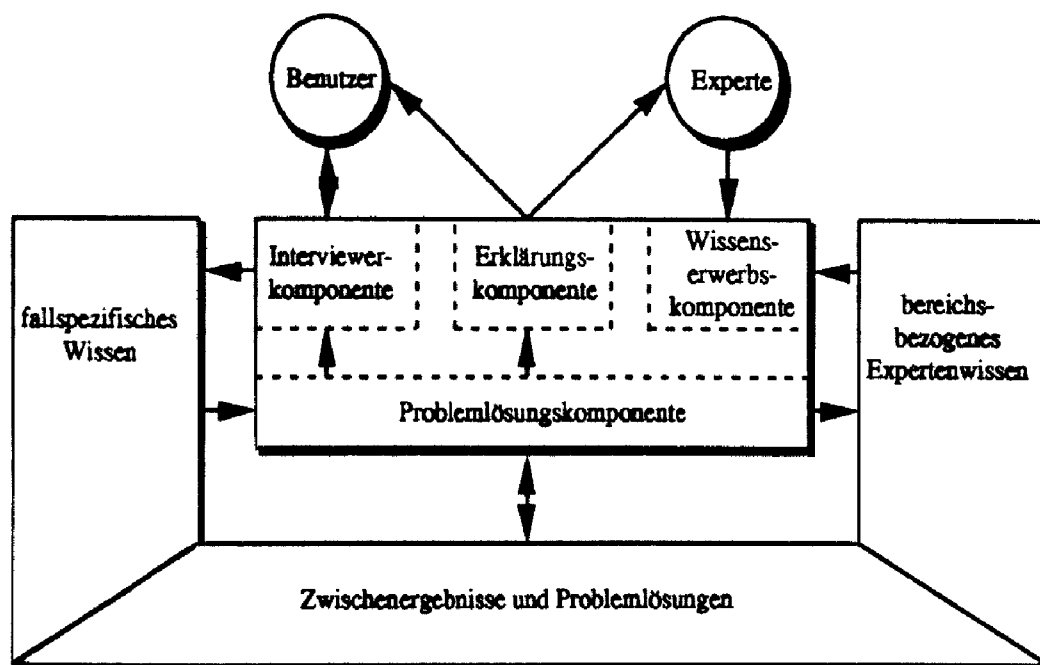 Benutzer
Experte
Interviewer-
komponente
Erklärungs-
komponente
Wissens-
erwerbs-
komponente
fallspezifisches
Wissen
bereichs-
bezogenes
Expertenwissen
Problemlösungskomponente
Zwischenergebnisse und Problemlösungen